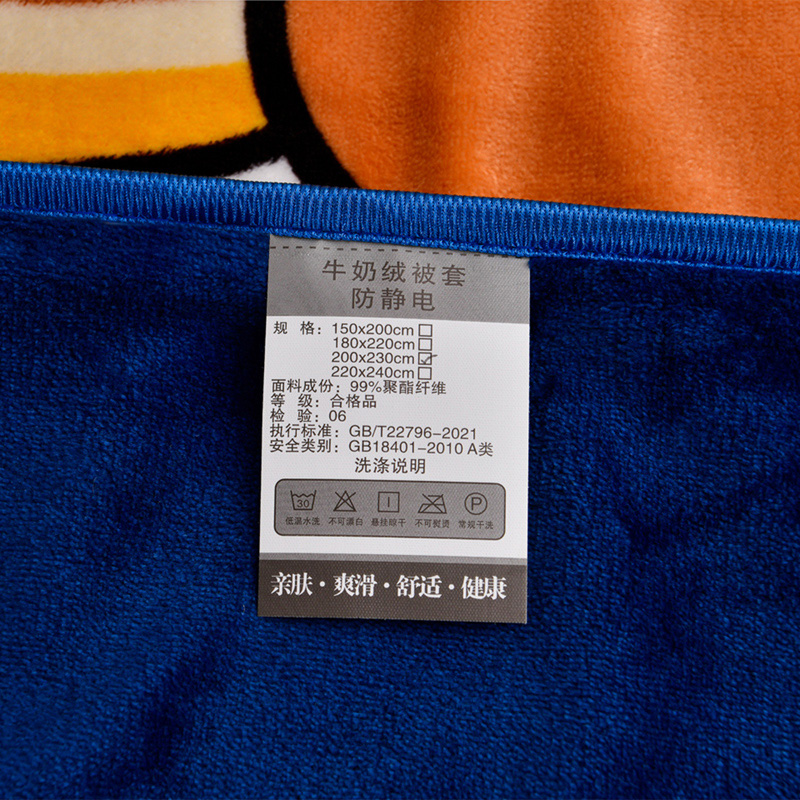 牛奶绒被套
防静电
规 格：150x200cm
180x220cm
200x230cm
220x240cm
面料成份：99%聚酯纤维
等 级：合格品
检 验：06
执行标准：GB/T22796-2021
安全类别：GB18401-2010 A类
洗涤说明
30 P
低温水洗 不可漂白 悬挂晾干 不可熨烫 常规干洗
亲肤·爽滑·舒适·健康